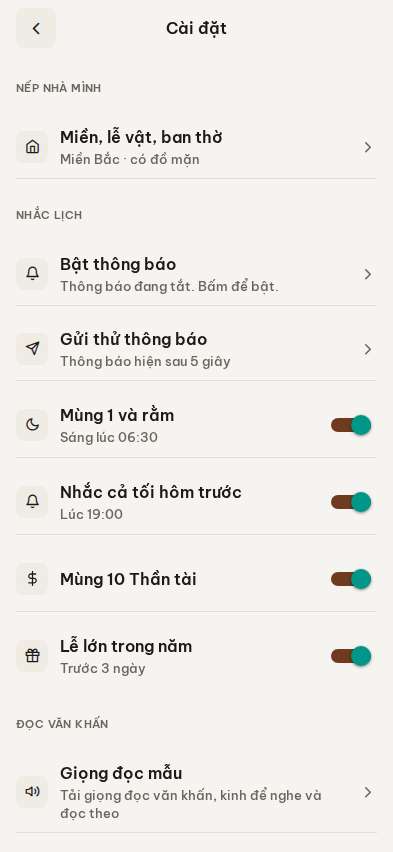 Cài đặt
NẾP NHÀ MÌNH
Miền, lễ vật, ban thờ
Miền Bắc · có đồ mặn
NHẮC LỊCH
Bật thông báo
Thông báo đang tắt. Bấm để bật.
Gửi thử thông báo
Thông báo hiện sau 5 giây
Mùng 1 và rằm
Sáng lúc 06:30
Nhắc cả tối hôm trước
Lúc 19:00
Mùng 10 Thần tài
Lễ lớn trong năm
Trước 3 ngày
ĐỌC VĂN KHẤN
Giọng đọc mẫu
Tải giọng đọc văn khấn, kinh để nghe và
đọc theo